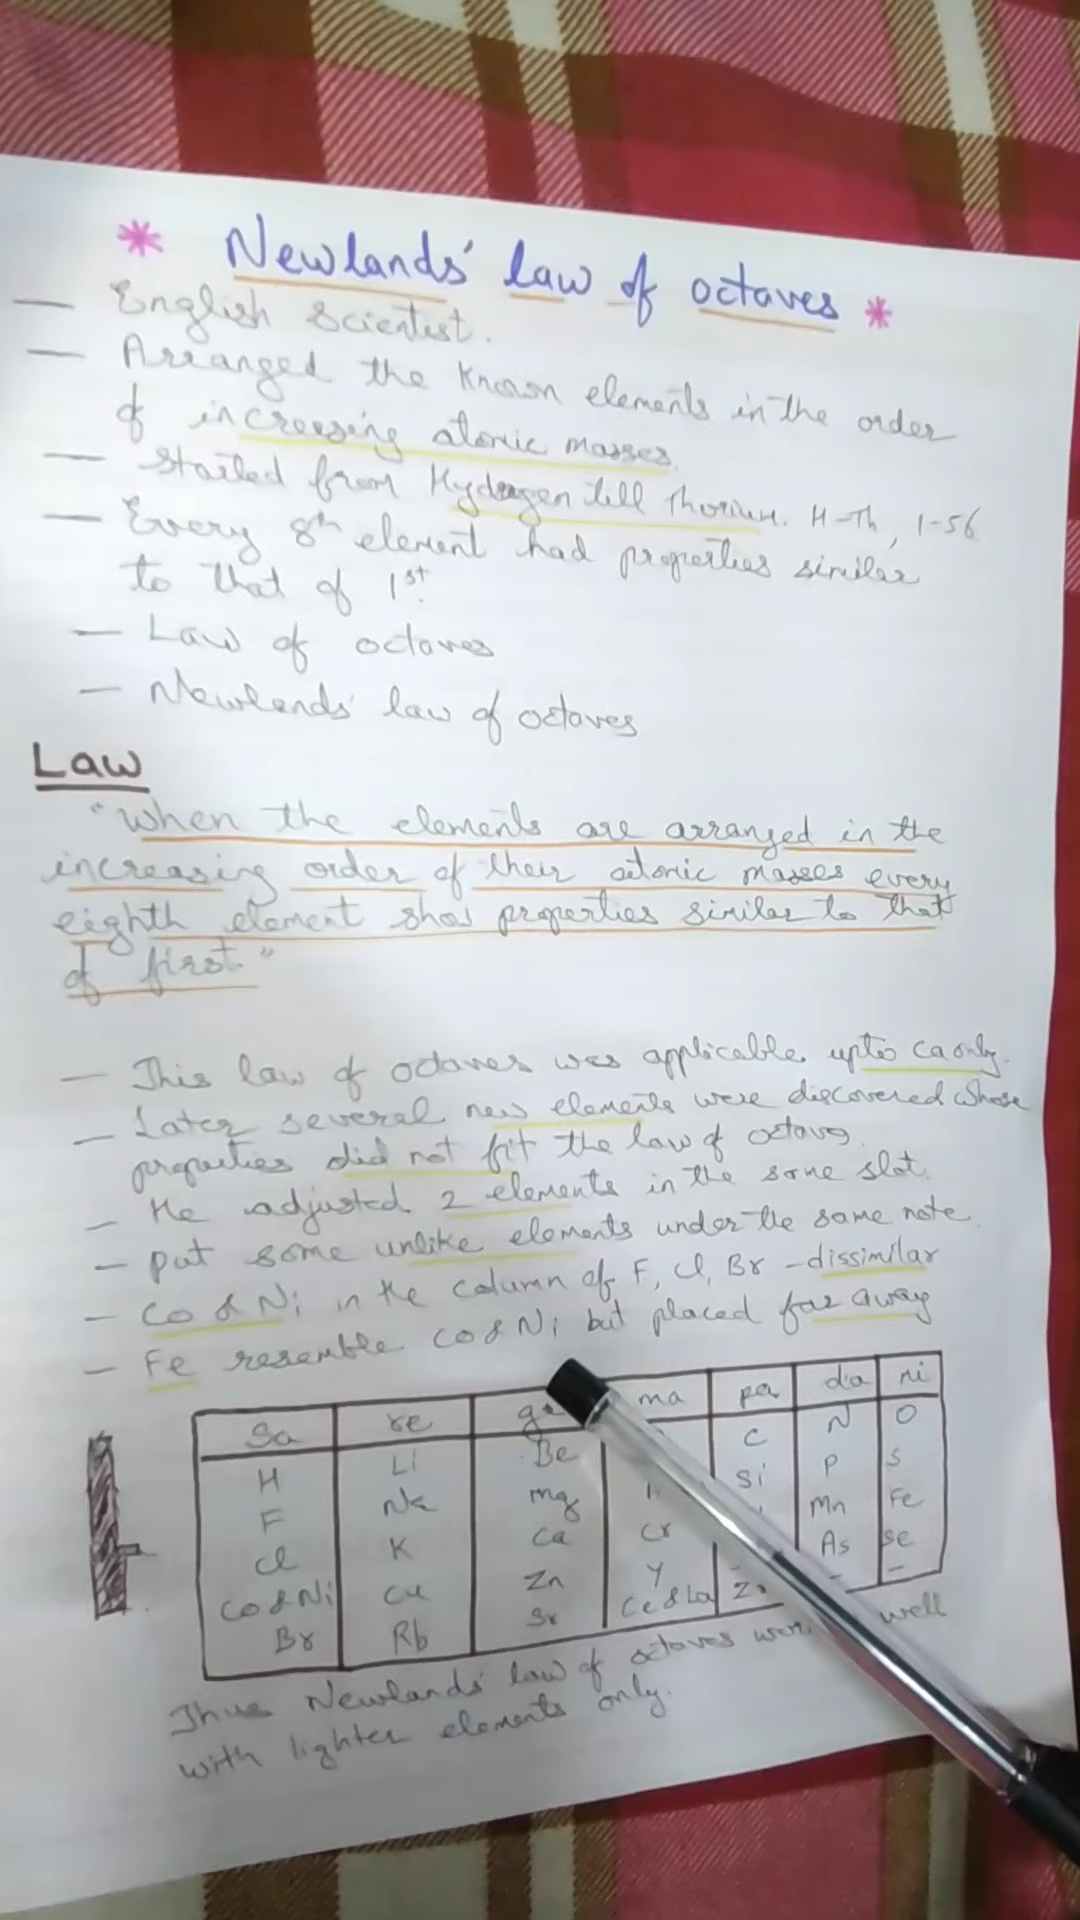 * Newlands' law of octaves *
— English Scientist.
— Arranged the known elements in the order
of increasing atomic masses.
— Started from Hydrogen till Thorium. H-Th, 1-56
— Every 8th element had properties similar
to that of 1st.
— Law of octaves
— Newlands' law of octaves
Law
"When the elements are arranged in the
increasing order of their atomic masses every
eighth element show properties similar to that
of first"
— This law of octaves was applicable upto Ca only.
— Later several new elements were discovered whose
properties did not fit the law of octave.
— He adjusted 2 elements in the same slot.
— put some unlike elements under the same note.
— Co & Ni in the column of F, Cl, Br - dissimilar
— Fe resemble Co & Ni but placed far away
Sa re ma pa da ni
H Li Be C N O
F Na Mg Si P S
Cl K Ca Cr Mn Fe
Co & Ni Cu Zn Y As Se
Br Rb Sr Ce & La - -
Thus Newlands' law of octaves well
with lighter elements only.